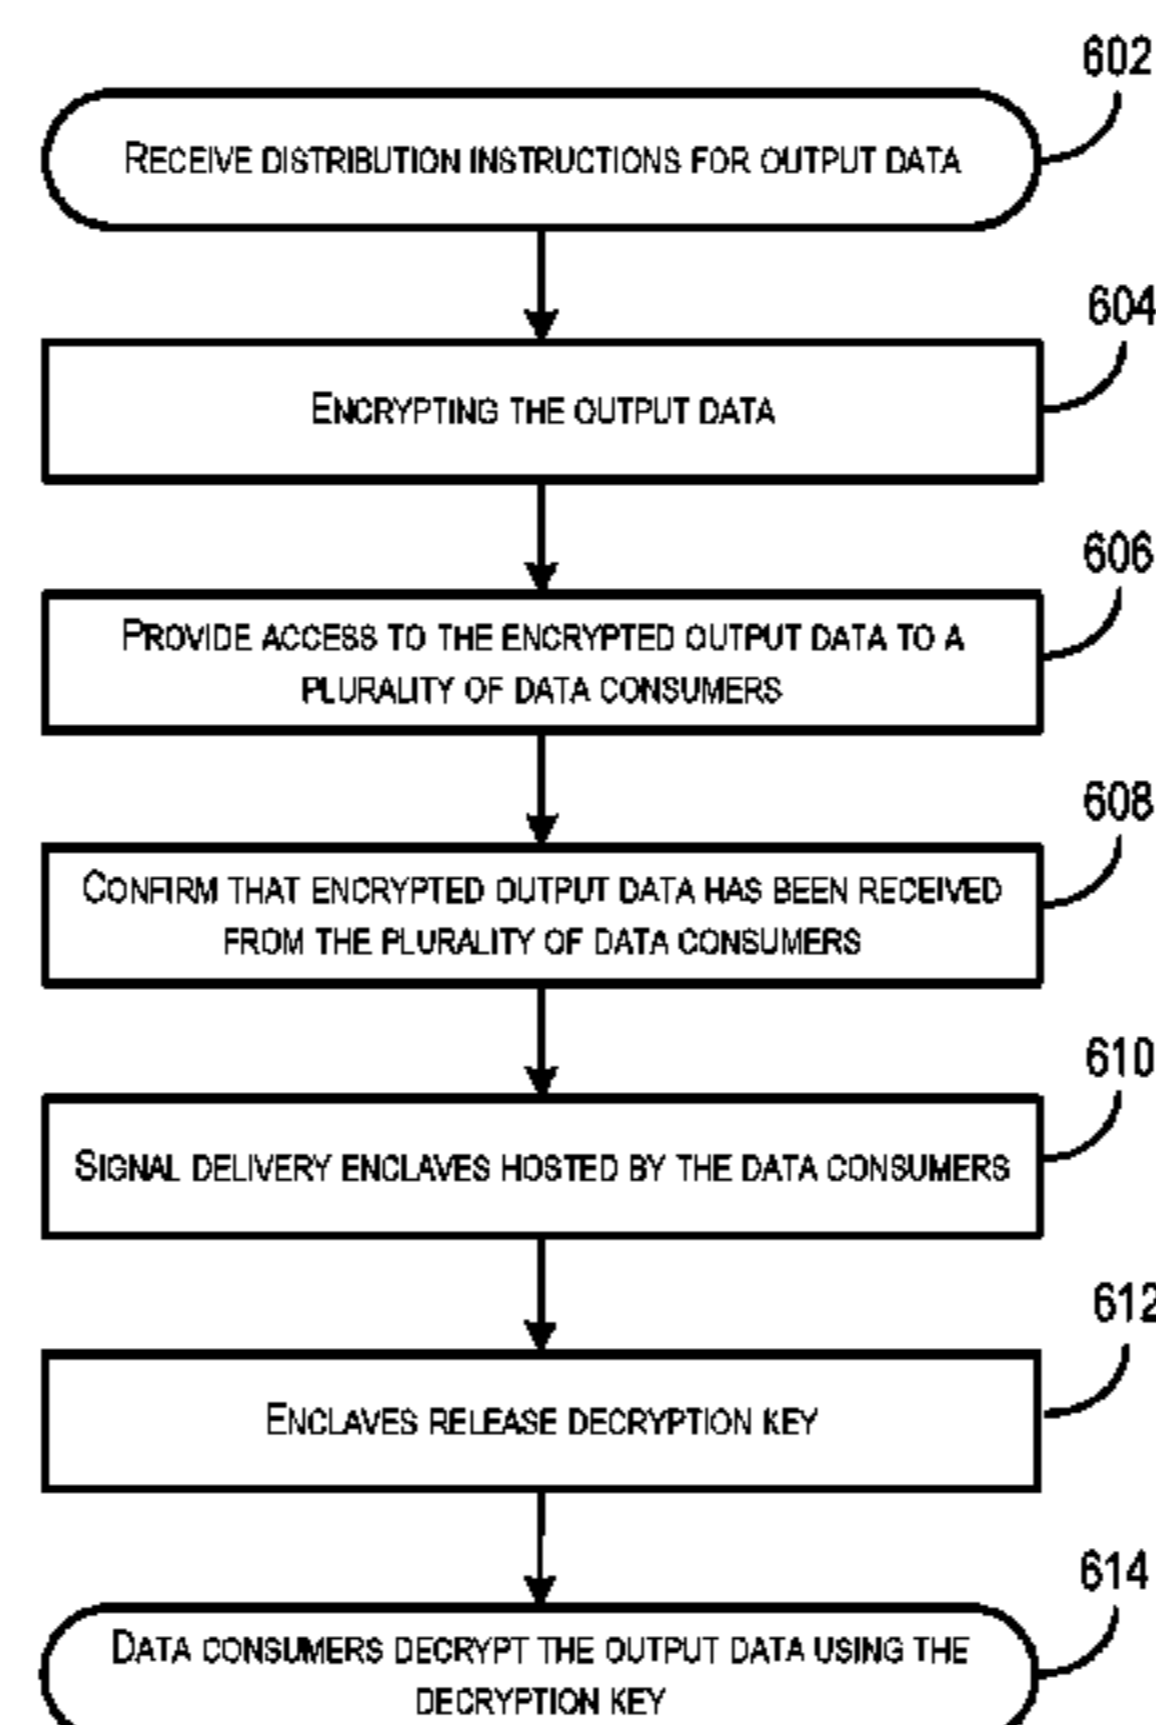 602
RECEIVE DISTRIBUTION INSTRUCTIONS FOR OUTPUT DATA
604
ENCRYPTING THE OUTPUT DATA
606
PROVIDE ACCESS TO THE ENCRYPTED OUTPUT DATA TO A
PLURALITY OF DATA CONSUMERS
608
CONFIRM THAT ENCRYPTED OUTPUT DATA HAS BEEN RECEIVED
FROM THE PLURALITY OF DATA CONSUMERS
610
SIGNAL DELIVERY ENCLAVES HOSTED BY THE DATA CONSUMERS
612
ENCLAVES RELEASE DECRYPTION KEY
614
DATA CONSUMERS DECRYPT THE OUTPUT DATA USING THE
DECRYPTION KEY